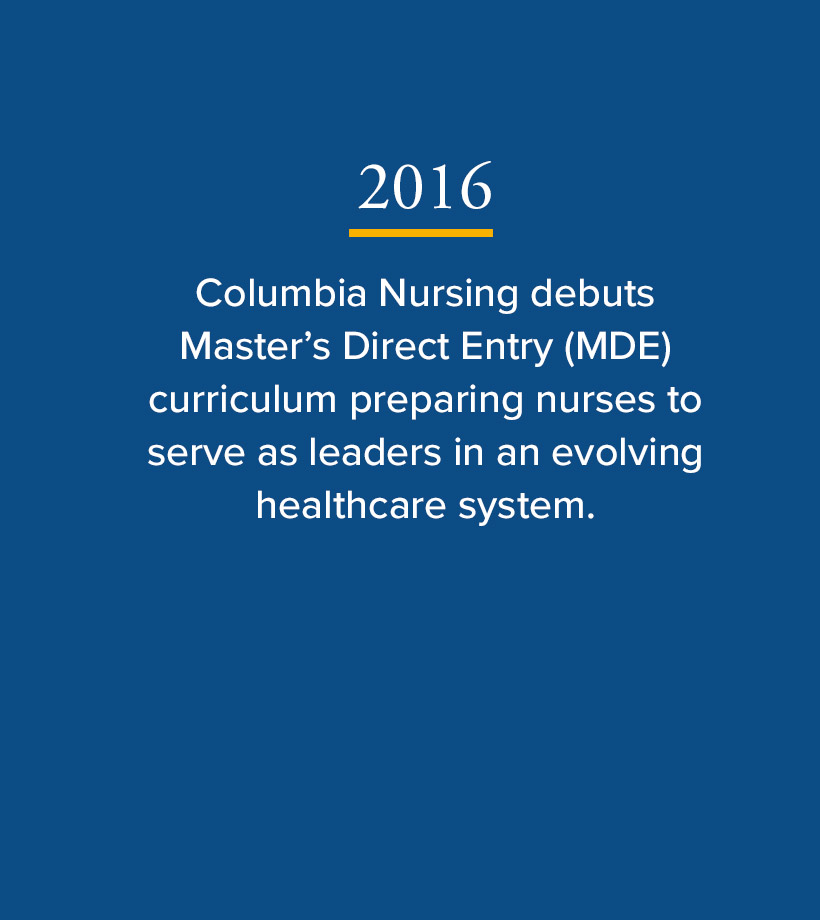 2016
Columbia Nursing debuts
Master’s Direct Entry (MDE)
curriculum preparing nurses to
serve as leaders in an evolving
healthcare system.